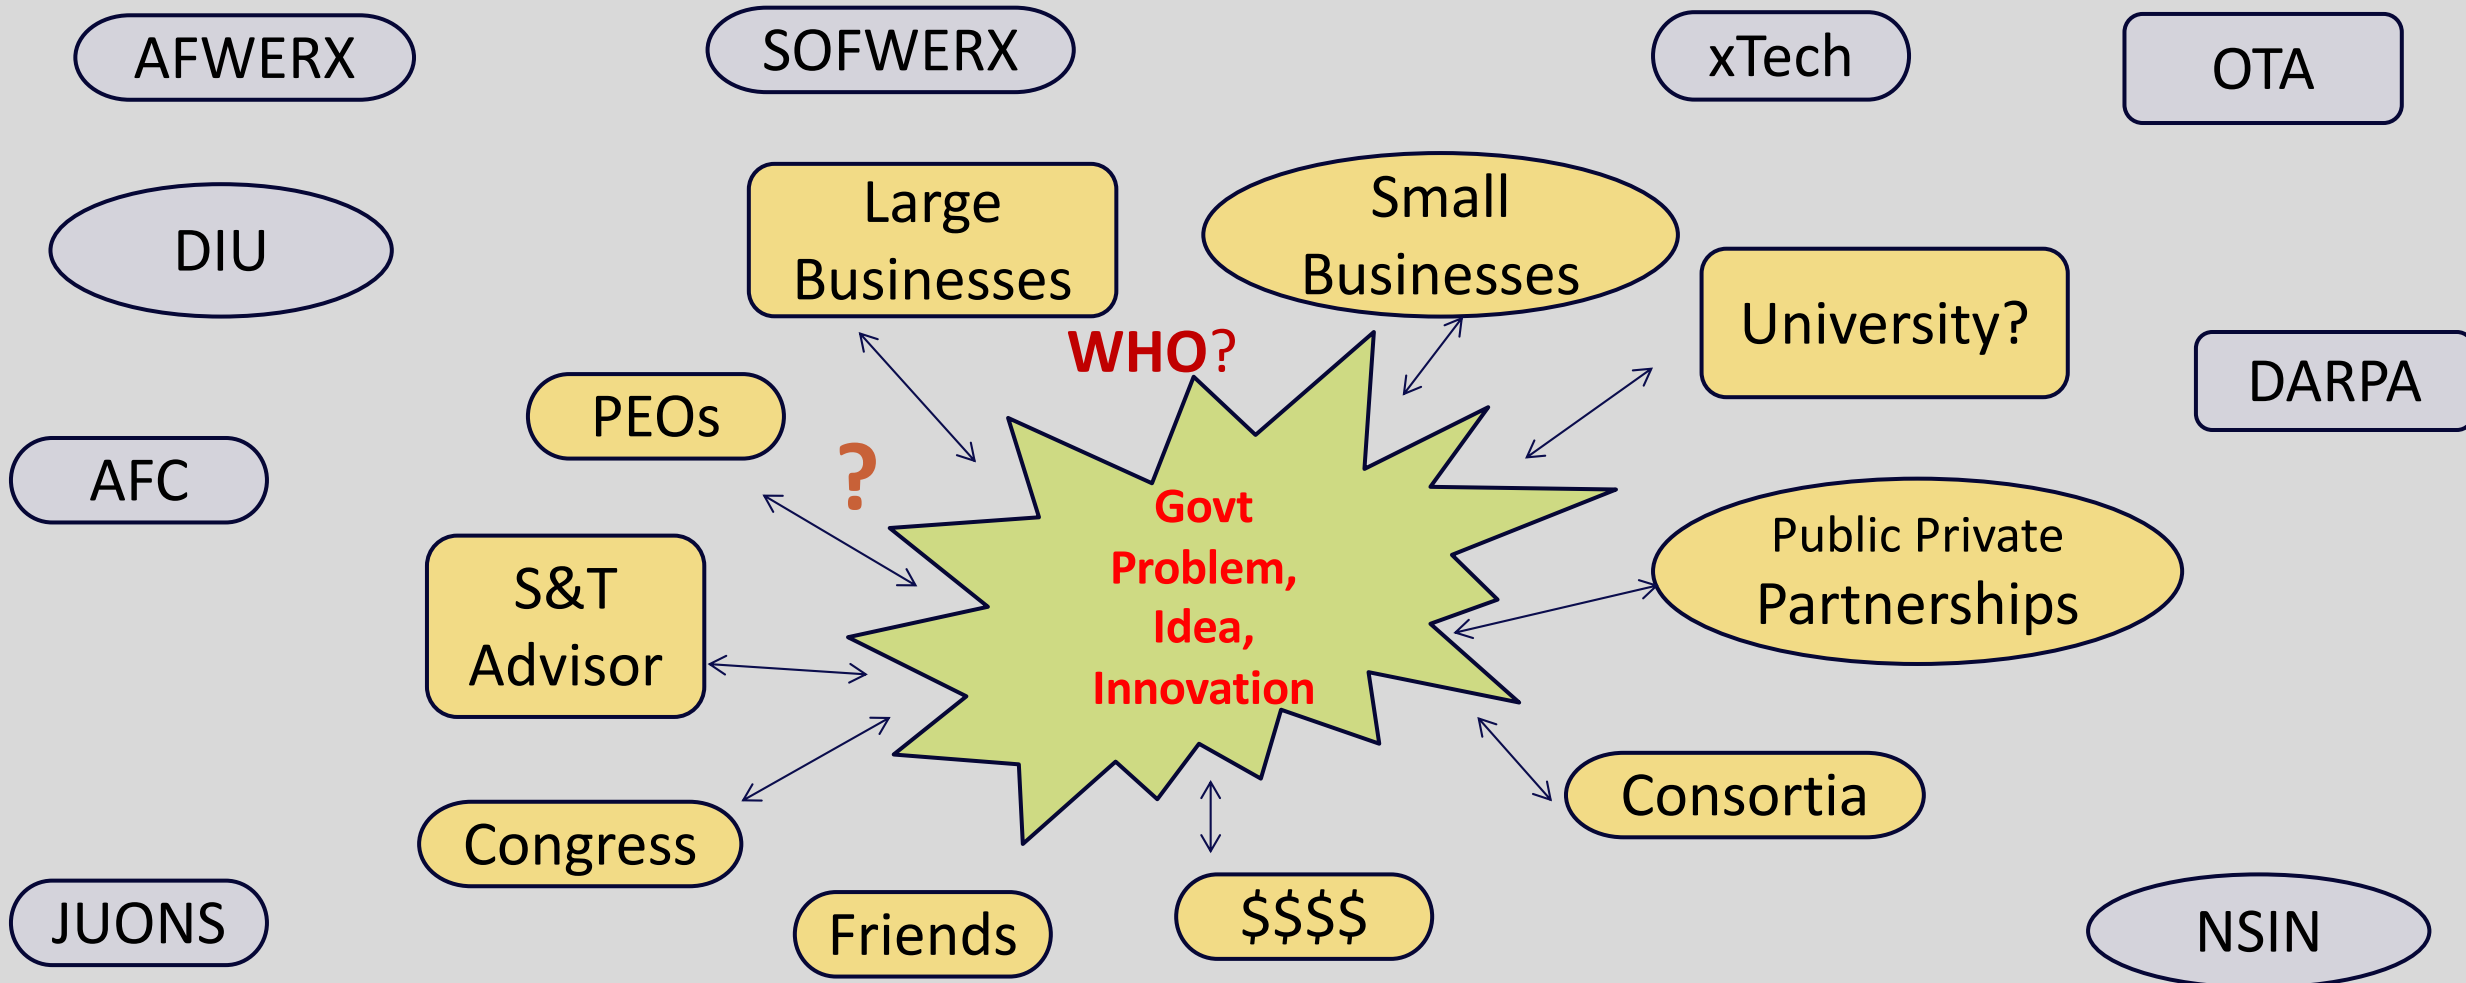 AFWERX
SOFWERX
xTech
OTA
DIU
Large
Businesses
Small
Businesses
University?
WHO?
DARPA
PEOs
?
AFC
Govt
Problem,
Idea,
Innovation
Public Private
Partnerships
S&T
Advisor
Consortia
Congress
JUONS
Friends
$$$$
NSIN